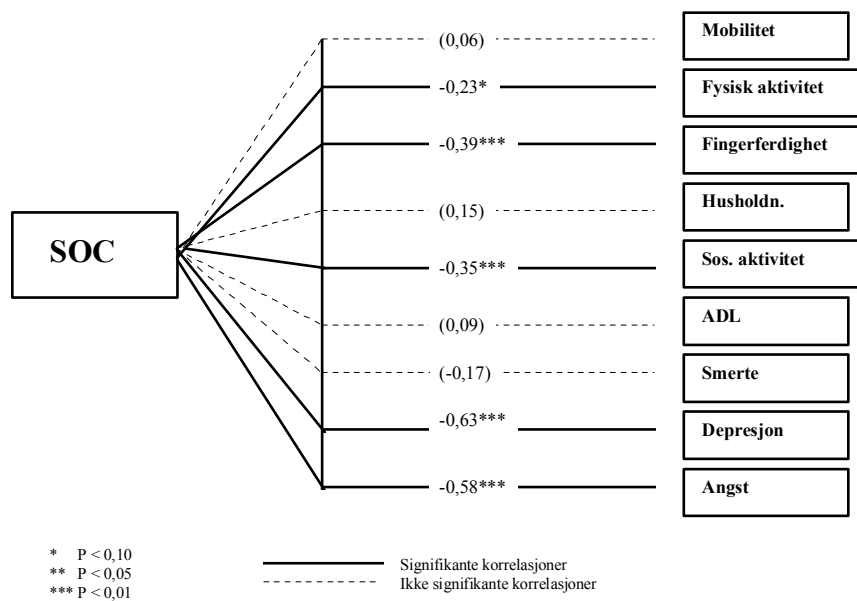 (0,06) Mobilitet
-0,23* Fysisk aktivitet
-0,39*** Fingerferdighet
(0,15) Husholdn.
SOC
-0,35*** Sos. aktivitet
(0,09) ADL
(-0,17) Smerte
-0,63*** Depresjon
-0,58*** Angst
* P < 0,10
** P < 0,05
*** P < 0,01
Signifikante korrelasjoner
Ikke signifikante korrelasjoner